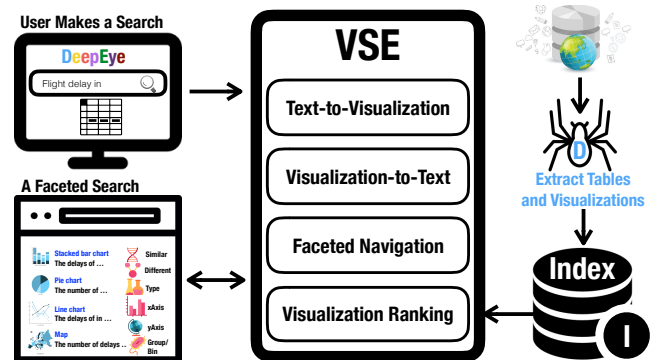 User Makes a Search
DeepEye
Flight delay in
A Faceted Search
Stacked bar chart
The delays of ...
Pie chart
The number of ...
Line chart
The delays of in ...
Map
The number of delays ..
Similar
Different
Type
xAxis
yAxis
Group/
Bin
VSE
Text-to-Visualization
Visualization-to-Text
Faceted Navigation
Visualization Ranking
D
Extract Tables
and Visualizations
Index
I